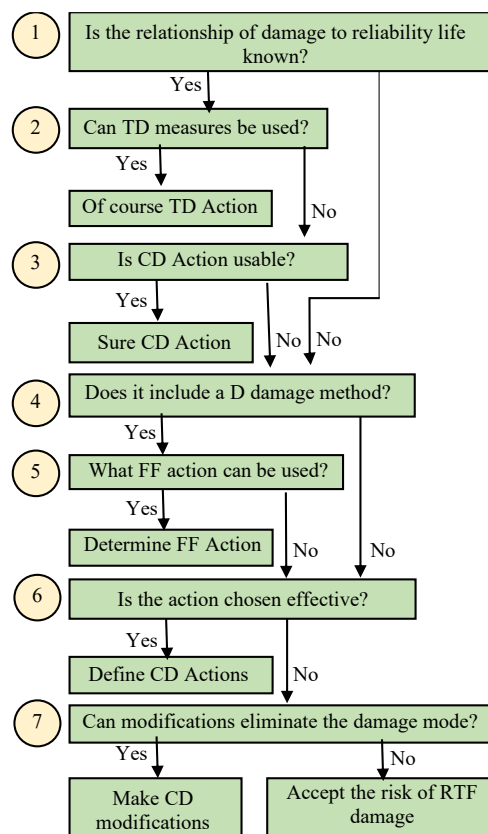 1
Is the relationship of damage to reliability life
known?
Yes
2
Can TD measures be used?
Yes
No
Of course TD Action
3
Is CD Action usable?
Yes
No
No
Sure CD Action
4
Does it include a D damage method?
Yes
5
What FF action can be used?
Yes
No
No
Determine FF Action
6
Is the action chosen effective?
Yes
No
Define CD Actions
7
Can modifications eliminate the damage mode?
Yes
No
Make CD
modifications
Accept the risk of RTF
damage